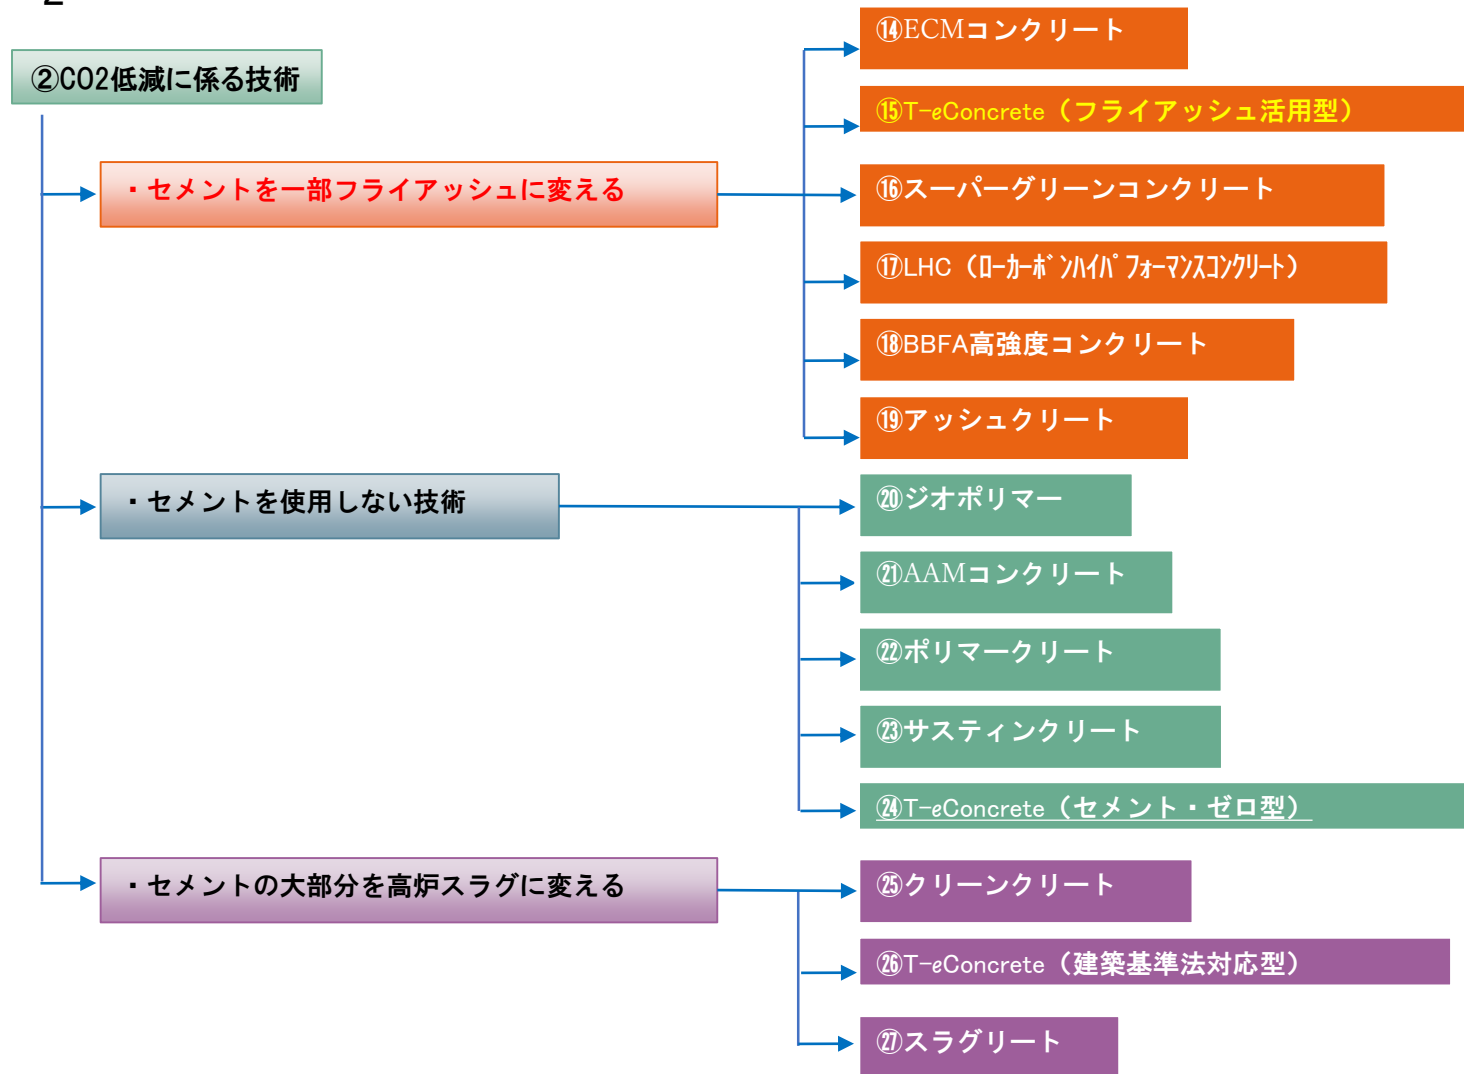 2
②CO2低減に係る技術
・セメントを一部フライアッシュに変える
⑭ECMコンクリート
⑮T-eConcrete（フライアッシュ活用型）
⑯スーパーグリーンコンクリート
⑰LHC（ﾛｰｶｰﾎﾞﾝﾊｲﾊﾟﾌｫｰﾏﾝｽｺﾝｸﾘｰﾄ）
⑱BBFA高強度コンクリート
⑲アッシュクリート
・セメントを使用しない技術
⑳ジオポリマー
㉑AAMコンクリート
㉒ポリマークリート
㉓サスティンクリート
㉔T-eConcrete（セメント・ゼロ型）
・セメントの大部分を高炉スラグに変える
㉕クリーンクリート
㉖T-eConcrete（建築基準法対応型）
㉗スラグリート